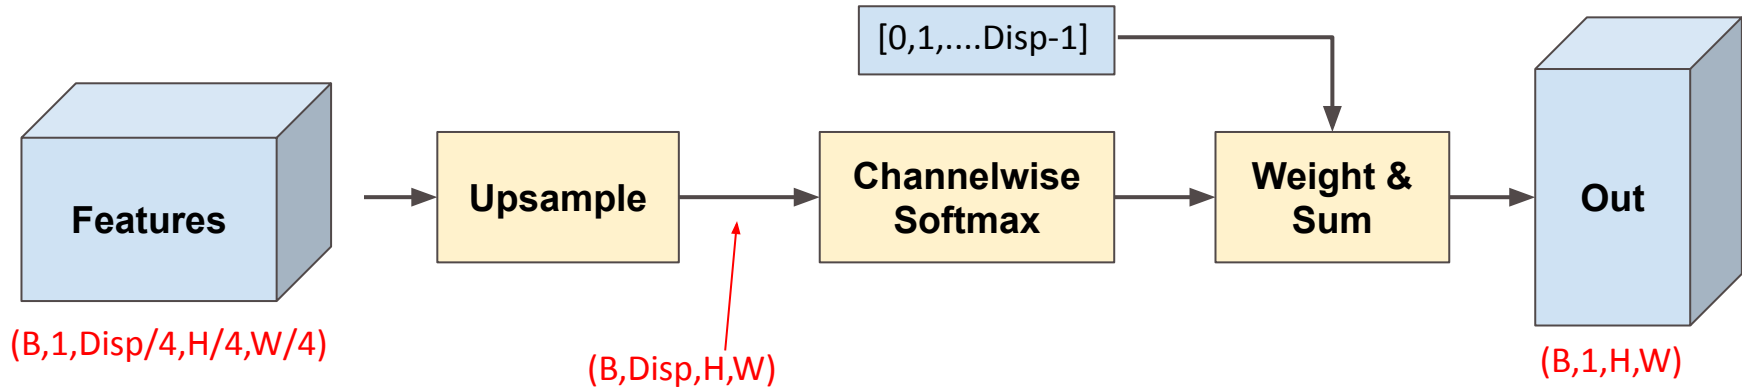 [0,1,....Disp-1]
Features
Upsample
Channelwise
Softmax
Weight &
Sum
Out
(B,1,Disp/4,H/4,W/4)
(B,Disp,H,W)
(B,1,H,W)